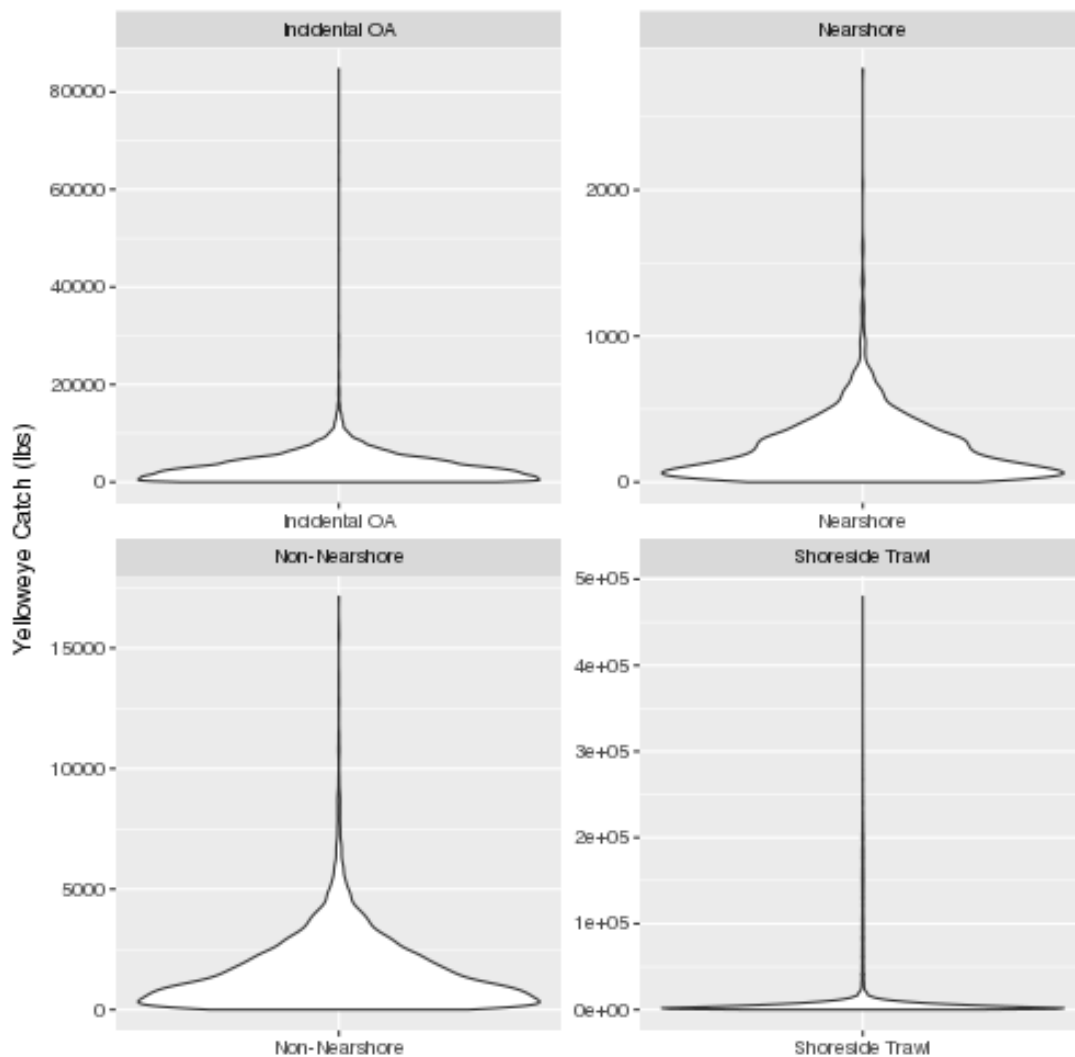 Yelloweye Catch (lbs)
Incidental OA
80000
60000
40000
20000
0
Incidental OA
Nearshore
2000
1000
0
Nearshore
Non-Nearshore
15000
10000
5000
0
Non-Nearshore
Shoreside Trawl
5e+05
4e+05
3e+05
2e+05
1e+05
0e+00
Shoreside Trawl